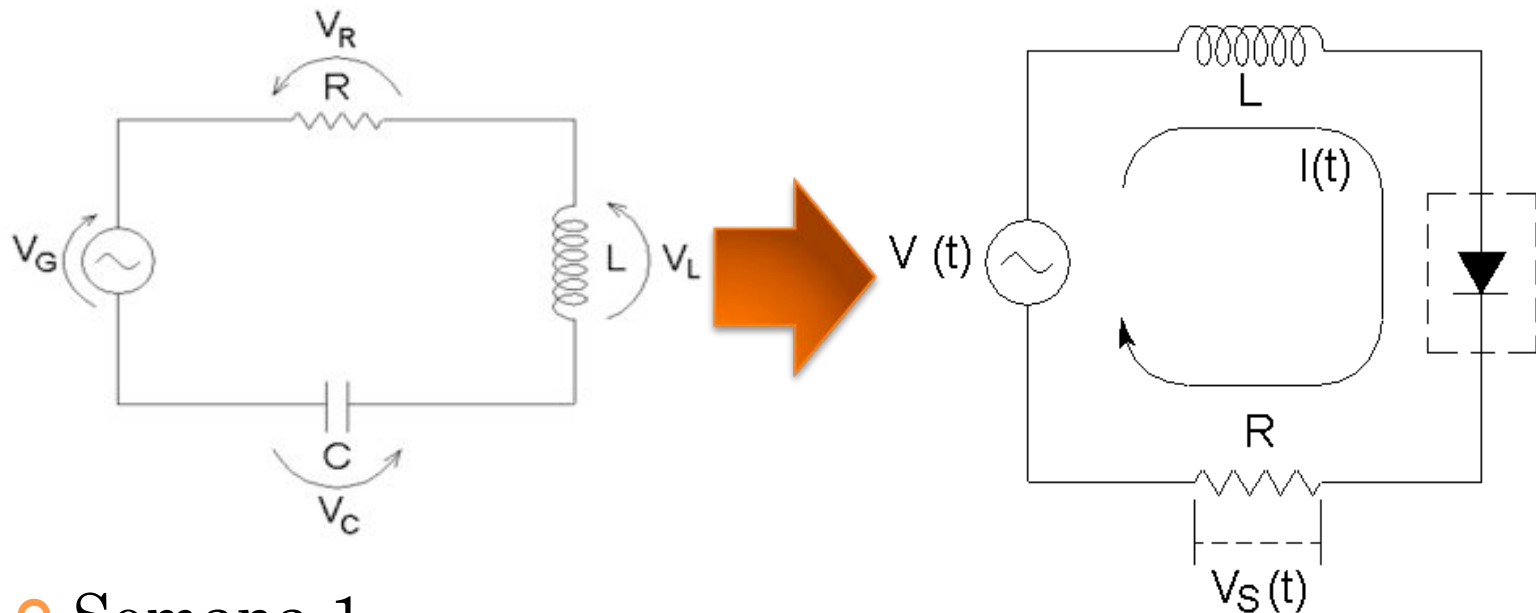 V_R
R
V_G
L
V_L
C
V_C
L
I(t)
V (t)
R
V_S (t)